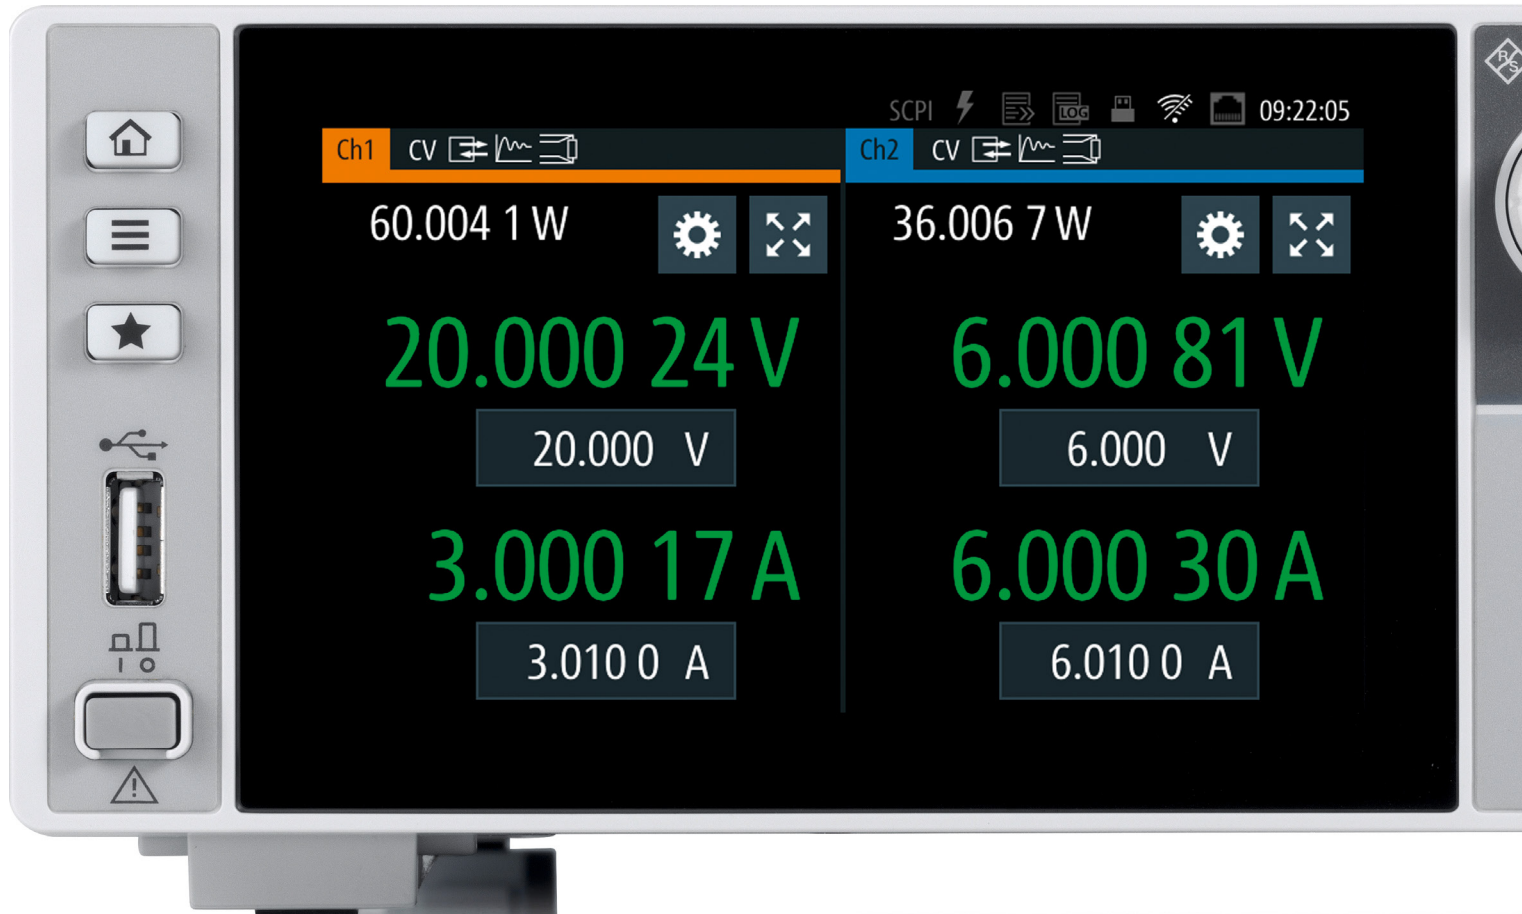 R&S
SCPI LOG 09:22:05
Ch1 CV
Ch2 CV
60.004 1 W
36.006 7 W
20.000 24 V
6.000 81 V
20.000 V
6.000 V
3.000 17 A
6.000 30 A
3.010 0 A
6.010 0 A